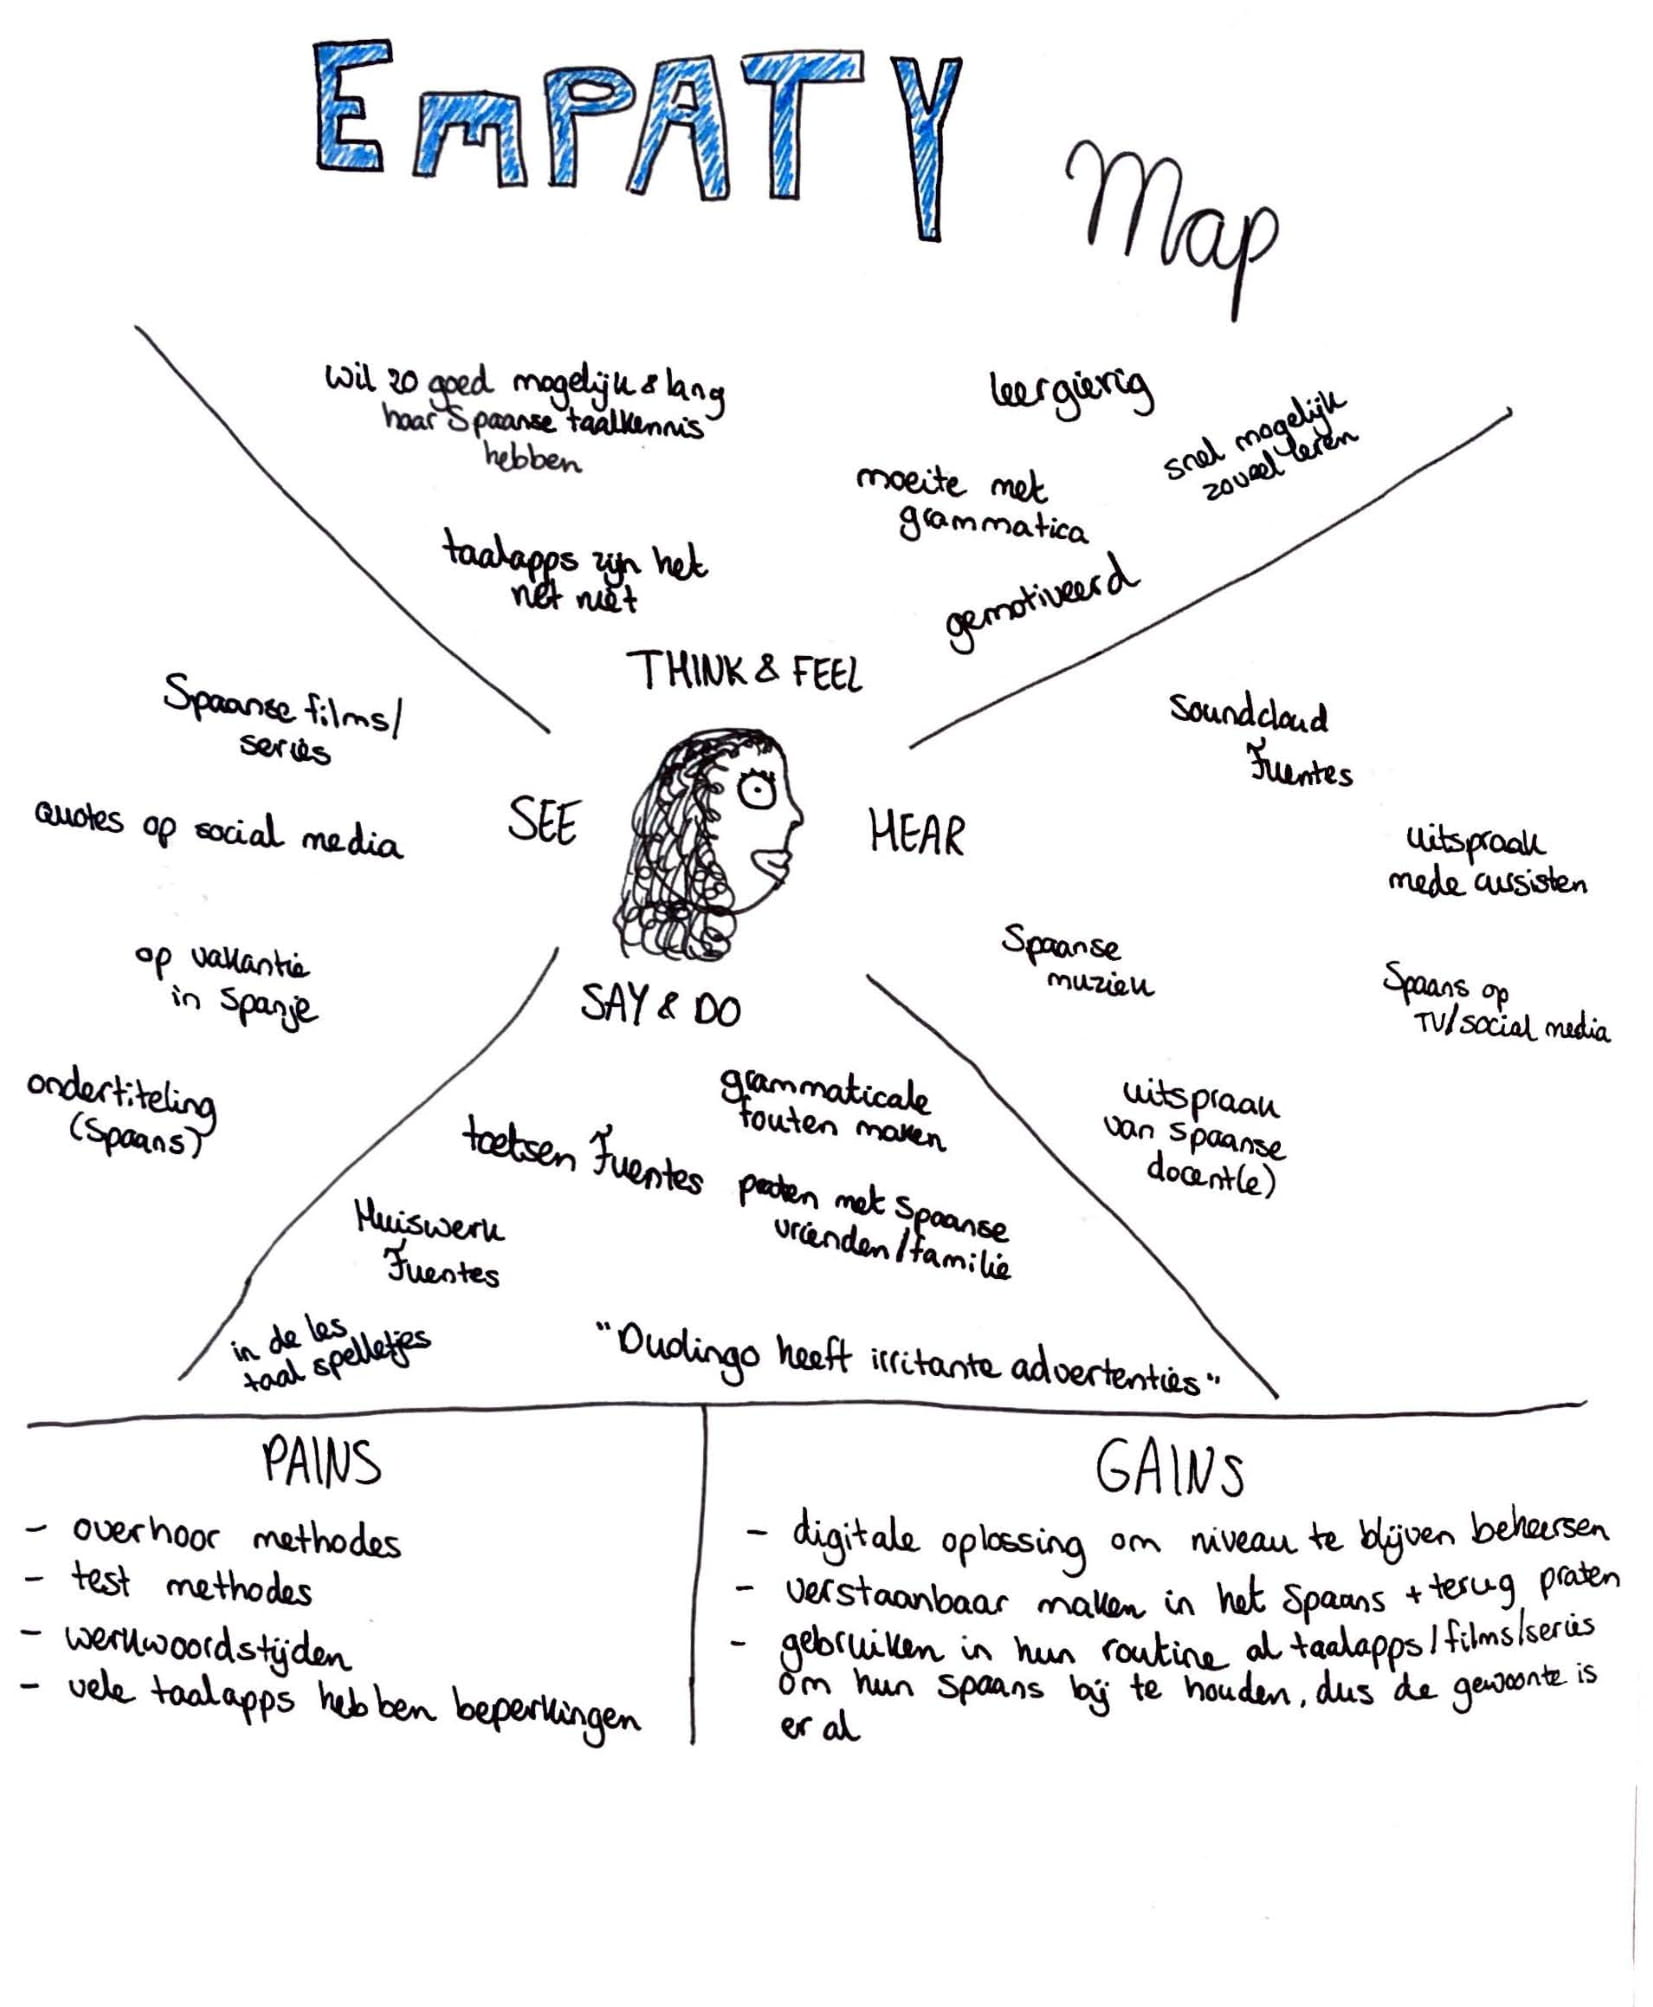 EmPATY Map
wil zo goed mogelijk & lang
haar Spaanse taalkennis
hebben
leergierig
snel mogelijk
zoveel leren
moeite met
grammatica
taalapps zijn het
net niet
gemotiveerd
THINK & FEEL
Spaanse films/
series
SEE
quotes op social media
op vakantie
in Spanje
ondertiteling
(Spaans)
HEAR
Soundcloud
Fuentes
uitspraak
mede cursisten
Spaanse
muziek
Spaans op
TV/social media
uitspraak
van Spaanse
docent(e)
SAY & DO
grammaticale
fouten maken
toetsen Fuentes
praten met Spaanse
vrienden/familie
Huiswerk
Fuentes
in de les
taal spelletjes
"Duolingo heeft irritante advertenties"
PAINS
- overhoor methodes
- test methodes
- werkwoordstijden
- vele taalapps hebben beperkingen
GAINS
- digitale oplossing om niveau te blijven beheersen
- verstaanbaar maken in het Spaans + terug praten
- gebruiken in hun routine al taalapps/films/series
om hun Spaans bij te houden, dus de gewoonte is
er al